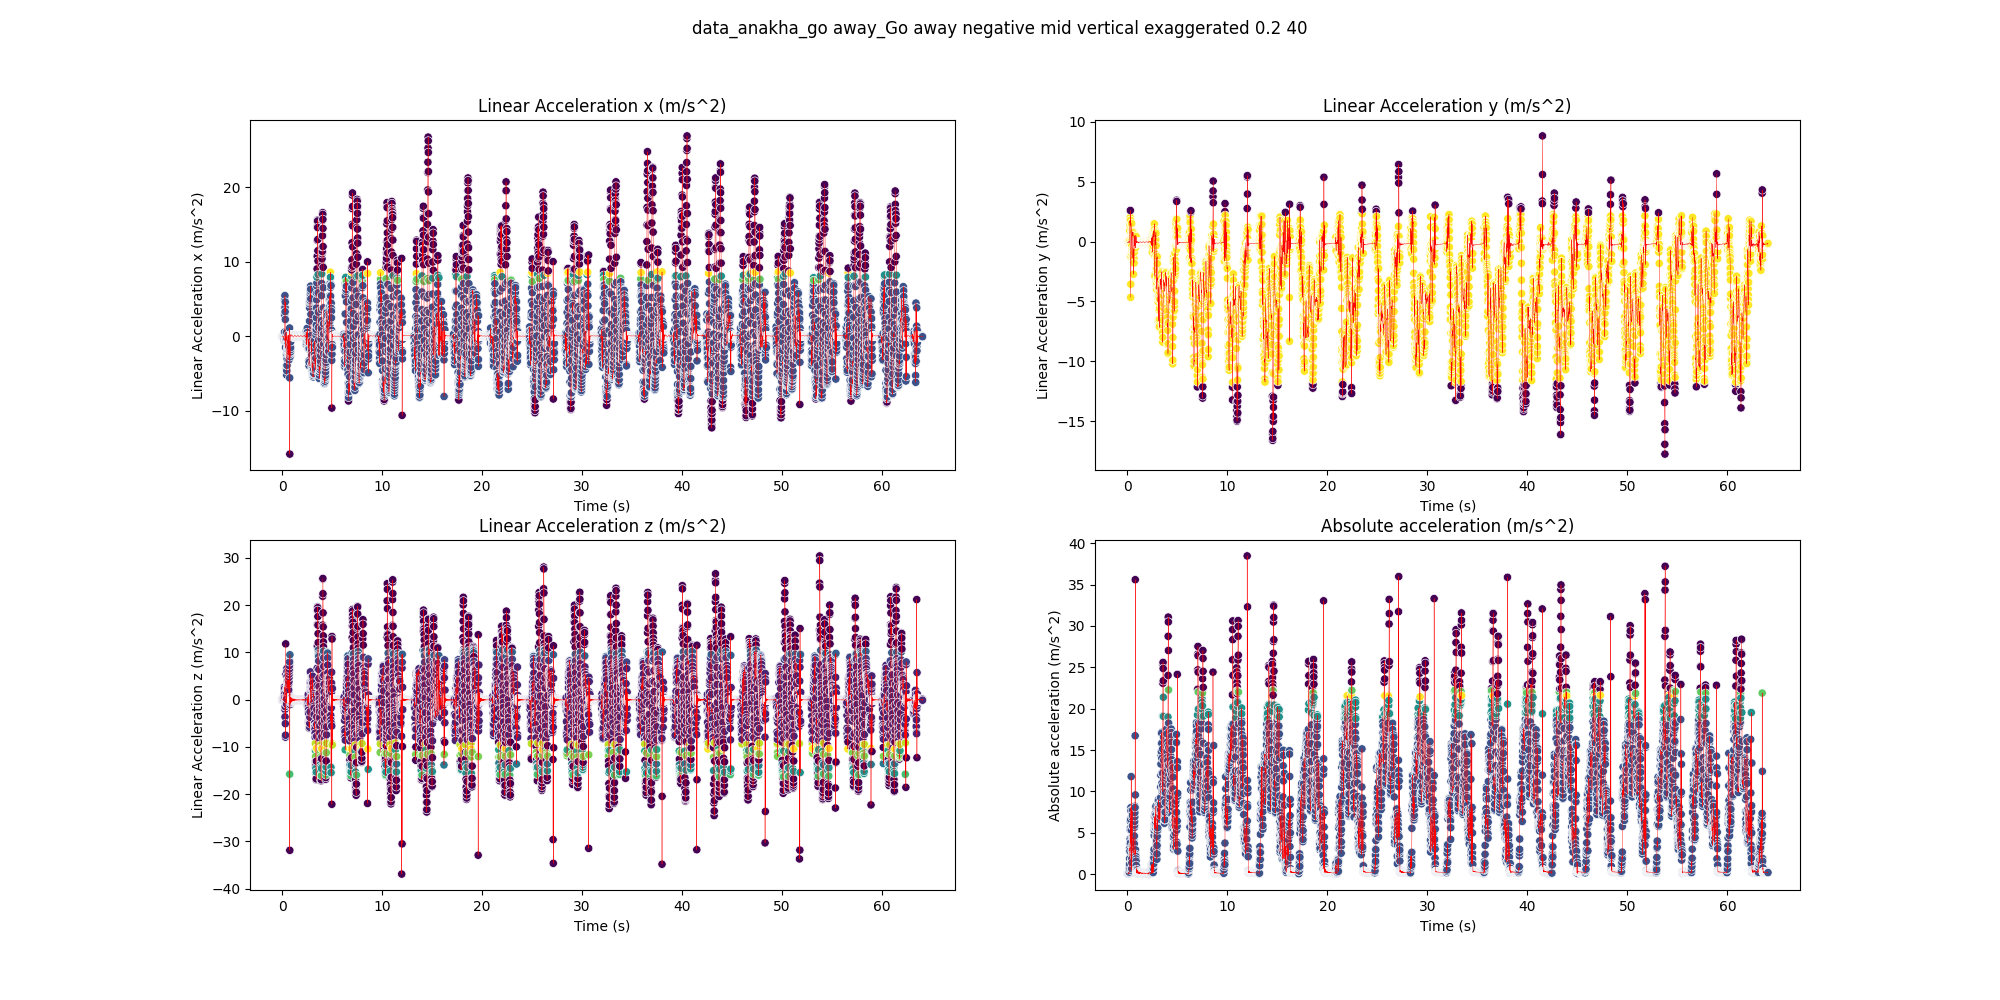 data_anakha_go away_Go away negative mid vertical exaggerated 0.2 40
Linear Acceleration x (m/s^2)
Linear Acceleration x (m/s^2)
20
10
0
−10
0 10 20 30 40 50 60
Time (s)
Linear Acceleration y (m/s^2)
Linear Acceleration y (m/s^2)
10
5
0
−5
−10
−15
0 10 20 30 40 50 60
Time (s)
Linear Acceleration z (m/s^2)
Linear Acceleration z (m/s^2)
30
20
10
0
−10
−20
−30
−40
0 10 20 30 40 50 60
Time (s)
Absolute acceleration (m/s^2)
Absolute acceleration (m/s^2)
40
35
30
25
20
15
10
5
0
0 10 20 30 40 50 60
Time (s)